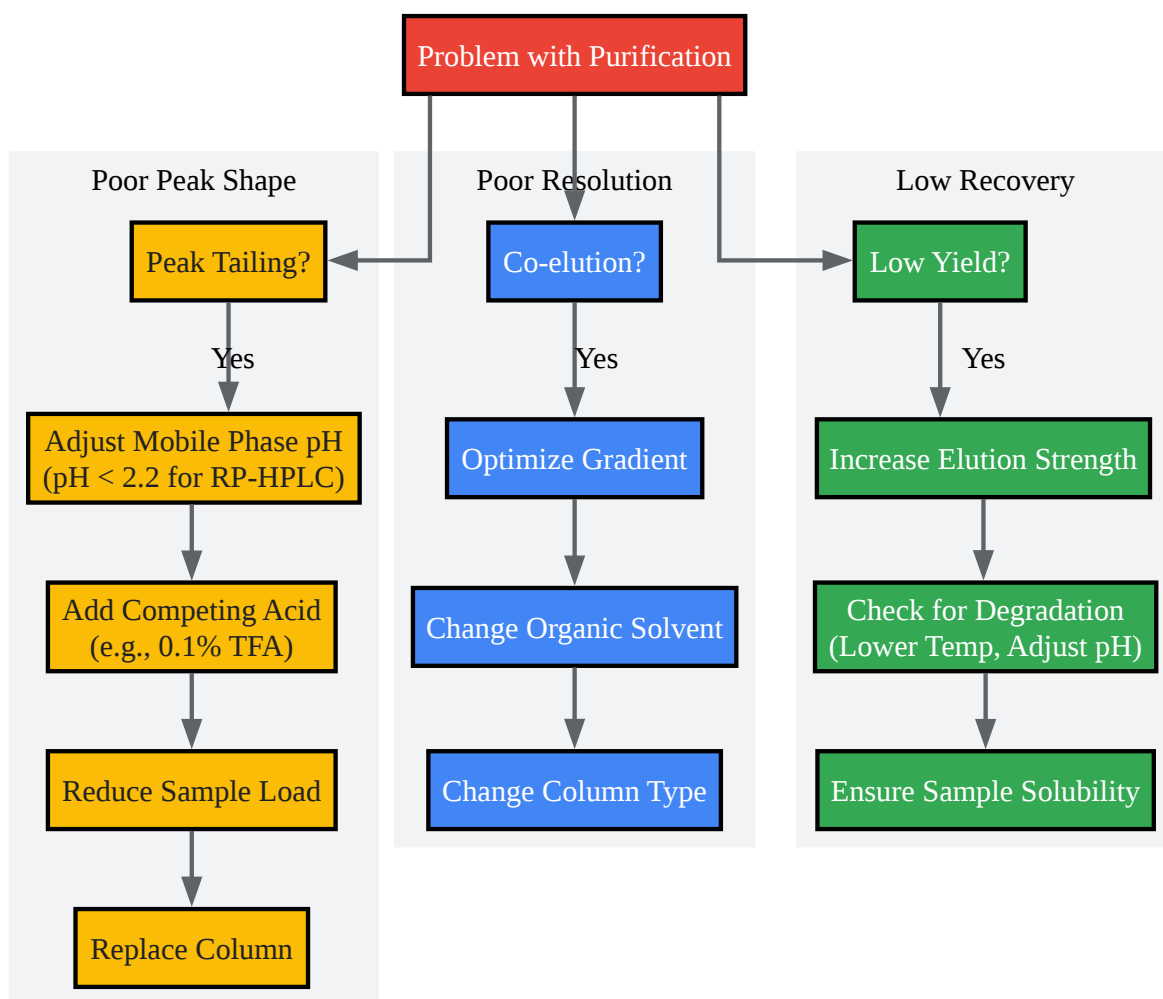 Problem with Purification
Poor Peak Shape
Peak Tailing?
Yes
Adjust Mobile Phase pH
(pH < 2.2 for RP-HPLC)
Add Competing Acid
(e.g., 0.1% TFA)
Reduce Sample Load
Replace Column
Poor Resolution
Co-elution?
Yes
Optimize Gradient
Change Organic Solvent
Change Column Type
Low Recovery
Low Yield?
Yes
Increase Elution Strength
Check for Degradation
(Lower Temp, Adjust pH)
Ensure Sample Solubility